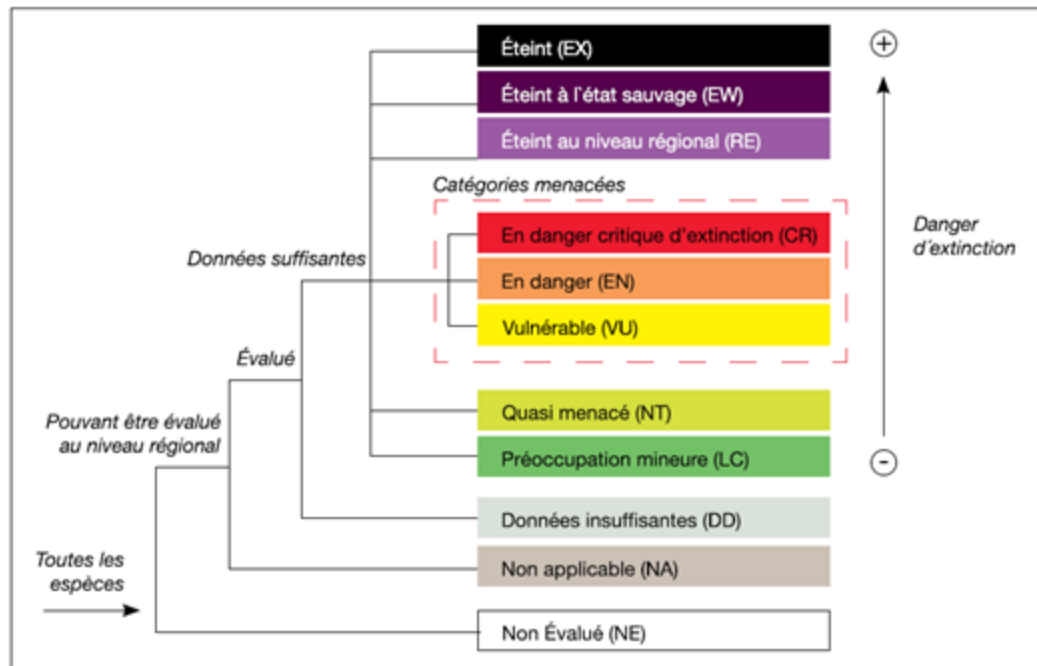 Éteint (EX)
Éteint à l`état sauvage (EW)
Éteint au niveau régional (RE)
Catégories menacées
En danger critique d'extinction (CR)
En danger (EN)
Vulnérable (VU)
Danger
d´extinction
Données suffisantes
Évalué
Pouvant être évalué
au niveau régional
Quasi menacé (NT)
Préoccupation mineure (LC)
Données insuffisantes (DD)
Toutes les
espèces
Non applicable (NA)
Non Évalué (NE)
+
-